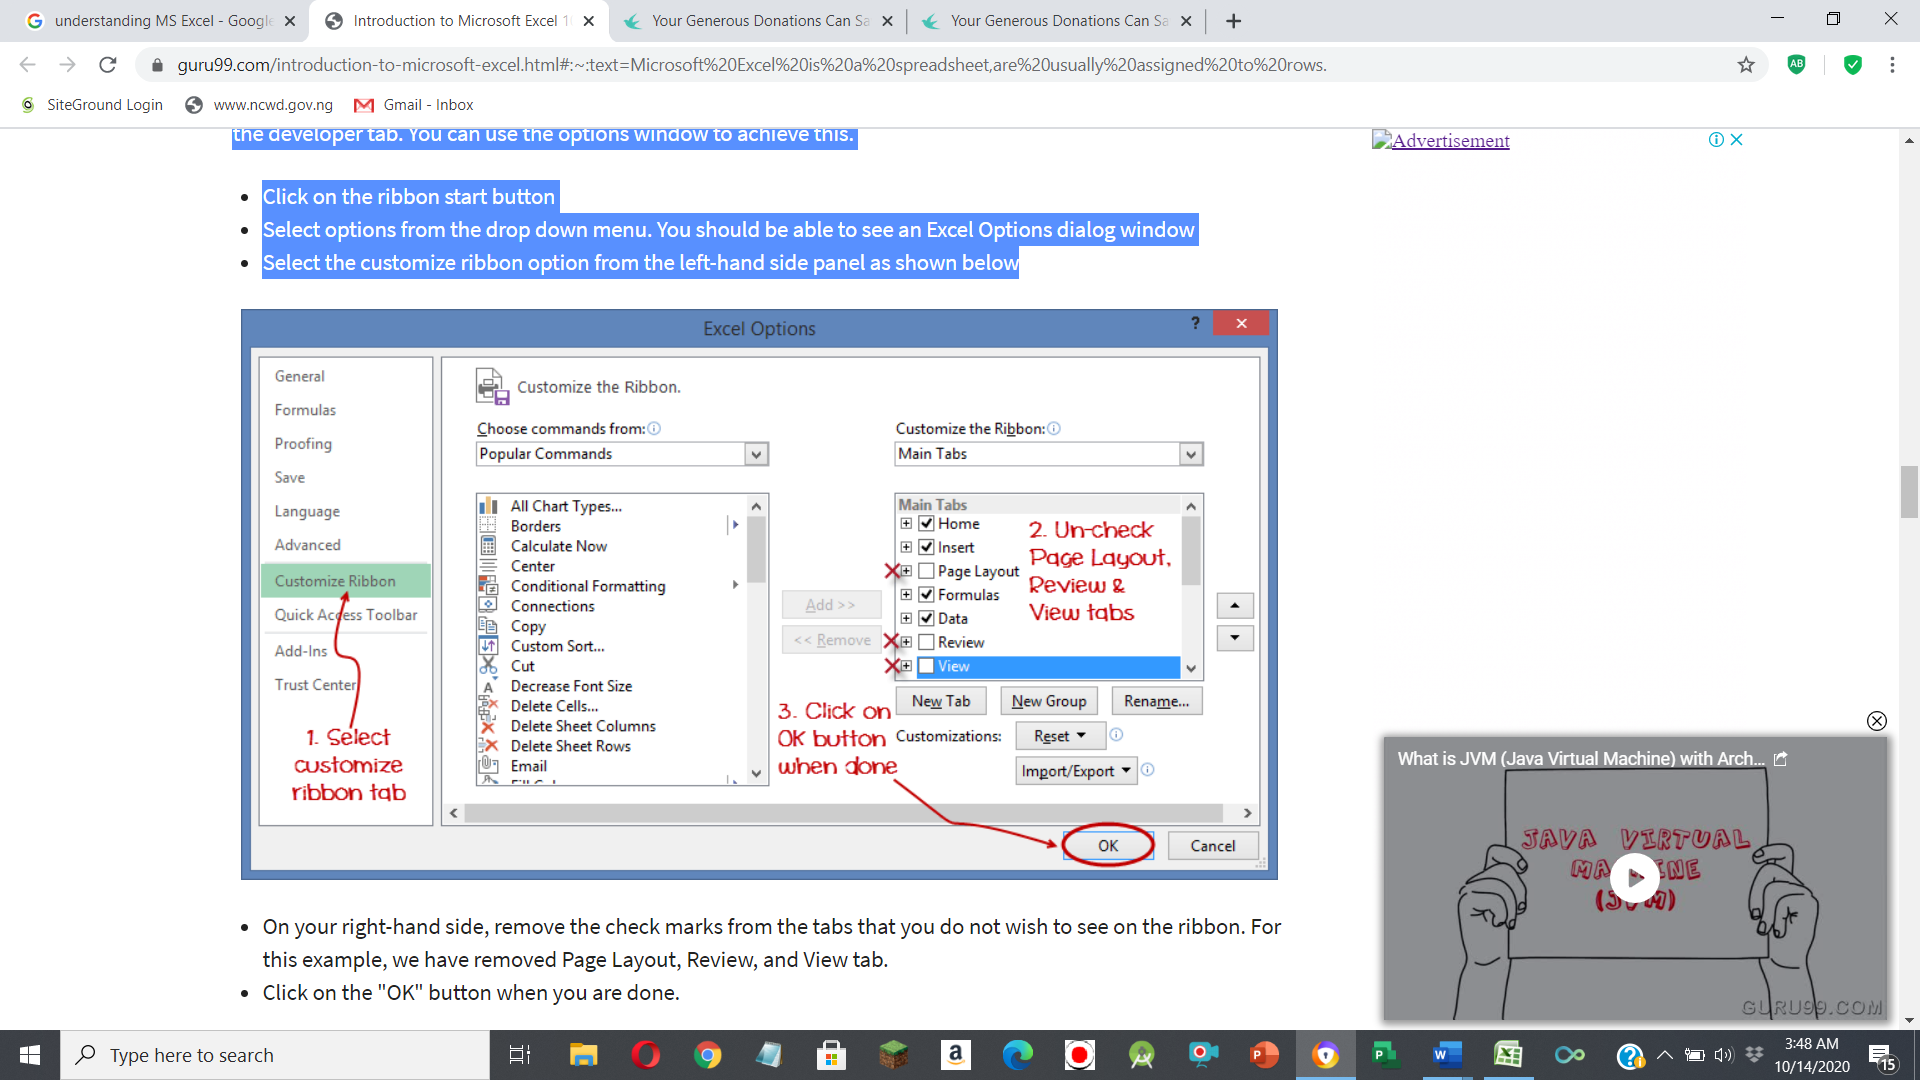 understanding MS Excel - Google
Introduction to Microsoft Excel 1
Your Generous Donations Can Sa
Your Generous Donations Can Sa
guru99.com/introduction-to-microsoft-excel.html#:~:text=Microsoft%20Excel%20is%20a%20spreadsheet,are%20usually%20assigned%20to%20rows.
SiteGround Login
www.ncwd.gov.ng
Gmail - Inbox
the developer tab. You can use the options window to achieve this.
Advertisement
Click on the ribbon start button
Select options from the drop down menu. You should be able to see an Excel Options dialog window
Select the customize ribbon option from the left-hand side panel as shown below
Excel Options
?
General
Formulas
Proofing
Save
Language
Advanced
Customize Ribbon
Quick Access Toolbar
Add-Ins
Trust Center
1. Select
customize
ribbon tab
Customize the Ribbon.
Choose commands from:
Popular Commands
All Chart Types...
Borders
Calculate Now
Center
Conditional Formatting
Connections
Copy
Custom Sort...
Cut
Decrease Font Size
Delete Cells...
Delete Sheet Columns
Delete Sheet Rows
Email
Add >>
<< Remove
Customize the Ribbon:
Main Tabs
Main Tabs
Home
Insert
Page Layout
Formulas
Data
Review
View
2. Un-check
Page Layout,
Review &
View tabs
New Tab
New Group
Rename...
Customizations:
Reset
Import/Export
3. Click on
OK button
when done
OK
Cancel
On your right-hand side, remove the check marks from the tabs that you do not wish to see on the ribbon. For
this example, we have removed Page Layout, Review, and View tab.
Click on the "OK" button when you are done.
What is JVM (Java Virtual Machine) with Arch...
JAVA VIRTUAL
MACHINE
(JVM)
GURU99.COM
Type here to search
3:48 AM
10/14/2020
15